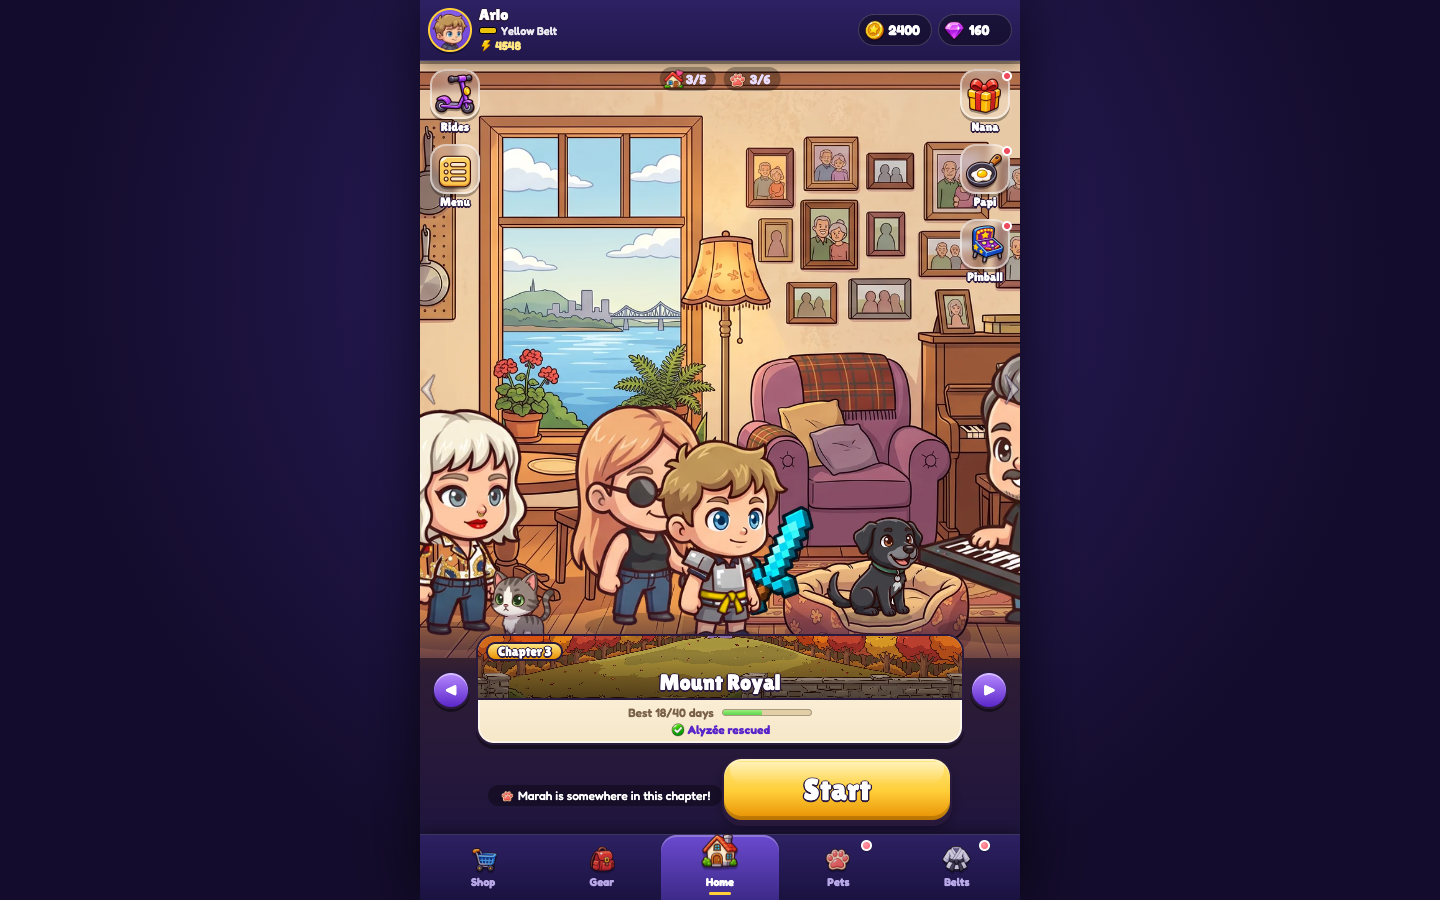 Arlo
Yellow Belt
4548
2400
160
3/5
3/6
Rides
Menu
Nana
Papi
Pinball
Chapter 3
Mount Royal
Best 18/40 days
Alyzée rescued
Marah is somewhere in this chapter!
Start
Shop
Gear
Home
Pets
Belts